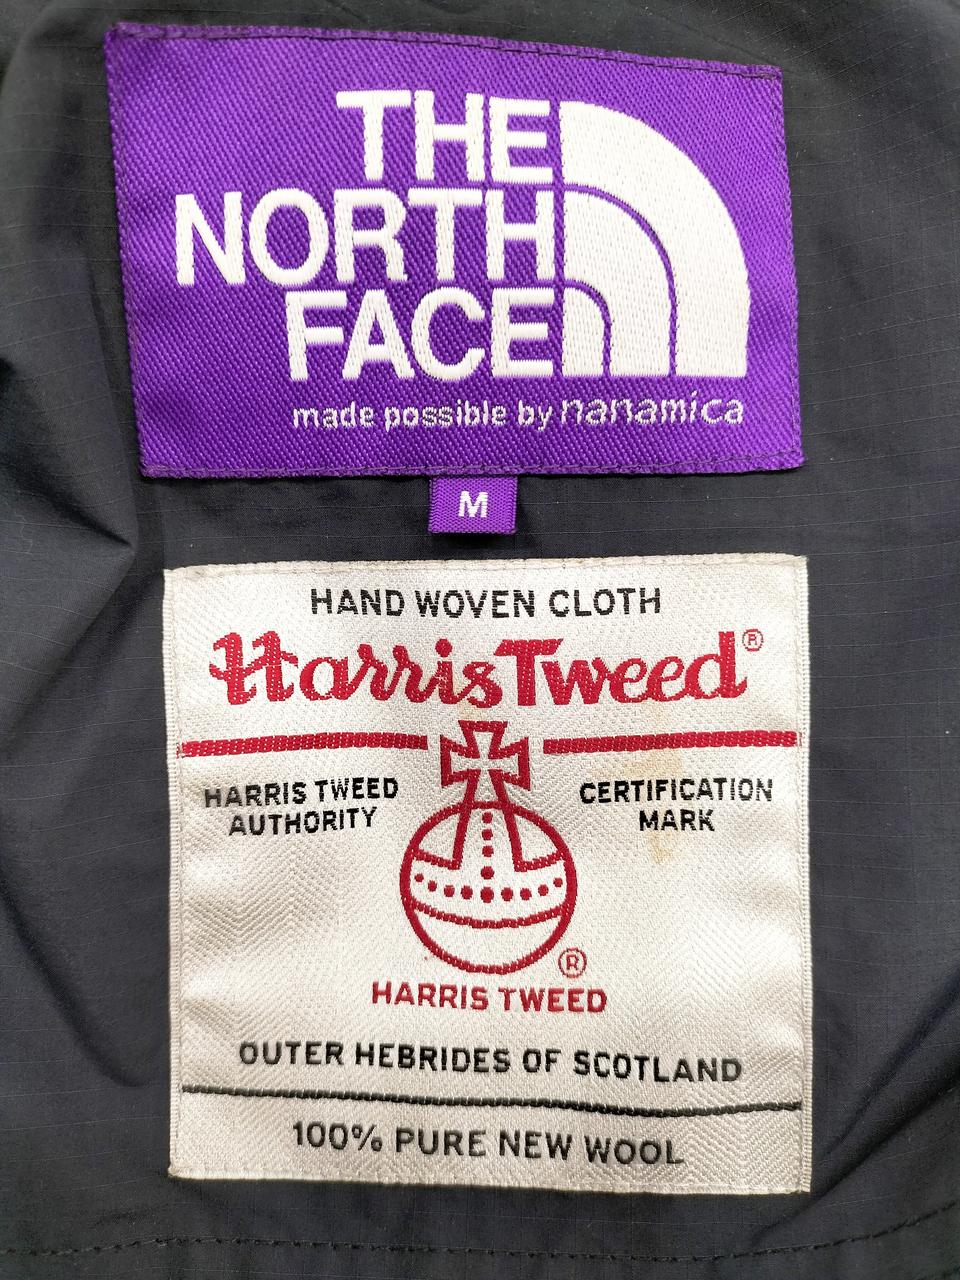 THE
NORTH
FACE
made possible by nanamica
M
HAND WOVEN CLOTH
Harris Tweed®
HARRIS TWEED
AUTHORITY
CERTIFICATION
MARK
®
HARRIS TWEED
OUTER HEBRIDES OF SCOTLAND
100% PURE NEW WOOL